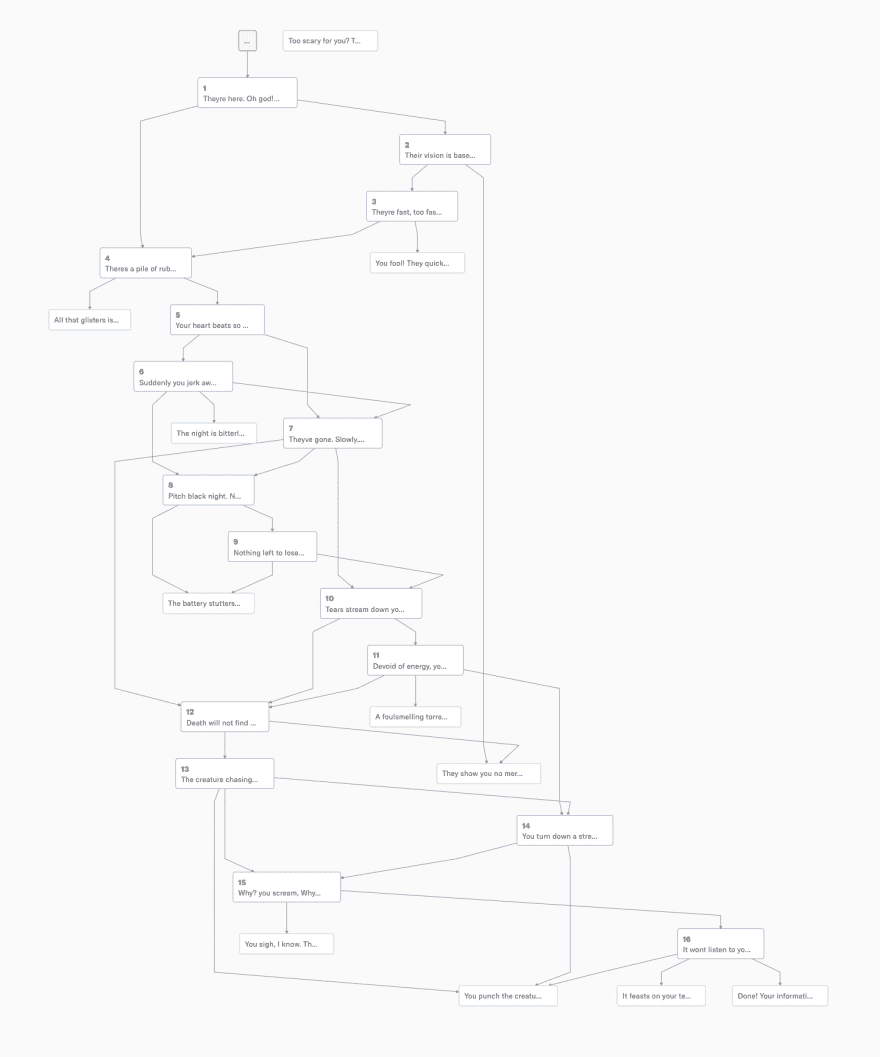 ...
Too scary for you? T...
1
Theyre here. Oh god!...
2
Their vision is base...
3
Theyre fast, too fas...
You fool! They quick...
4
Theres a pile of rub...
All that glisters is...
5
Your heart beats so ...
6
Suddenly you jerk aw...
The night is bitterl...
7
Theyve gone. Slowly,...
8
Pitch black night. N...
9
Nothing left to lose...
The battery stutters...
10
Tears stream down yo...
11
Devoid of energy, yo...
A foulsmelling torre...
12
Death will not find ...
They show you no mer...
13
The creature chasing...
14
You turn down a stre...
15
Why? you scream, Why...
You sigh, I know. Th...
16
It wont listen to yo...
You punch the creatu...
It feasts on your te...
Done! Your informati...